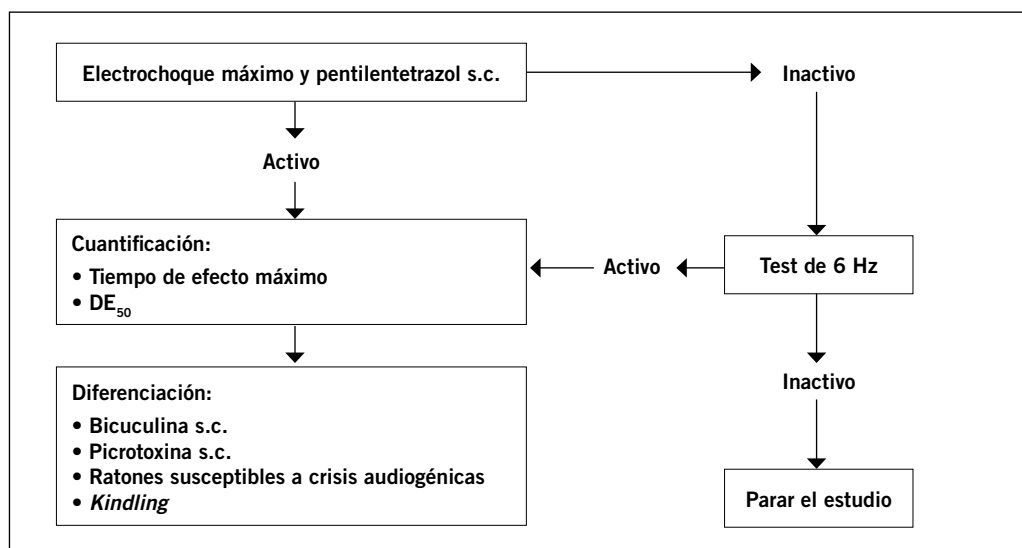 Electrochoque máximo y pentilentetrazol s.c.
Inactivo
Activo
Cuantificación:
• Tiempo de efecto máximo
• DE50
Activo
Test de 6 Hz
Diferenciación:
• Bicuculina s.c.
• Picrotoxina s.c.
• Ratones susceptibles a crisis audiogénicas
• Kindling
Inactivo
Parar el estudio